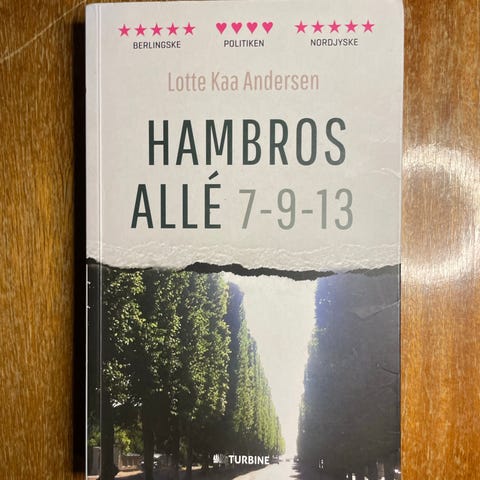 ★★★★★ ♥♥♥♥ ★★★★★
BERLINGSKE POLITIKEN NORDJYSKE
Lotte Kaa Andersen
HAMBROS
ALLÉ 7-9-13
TURBINE